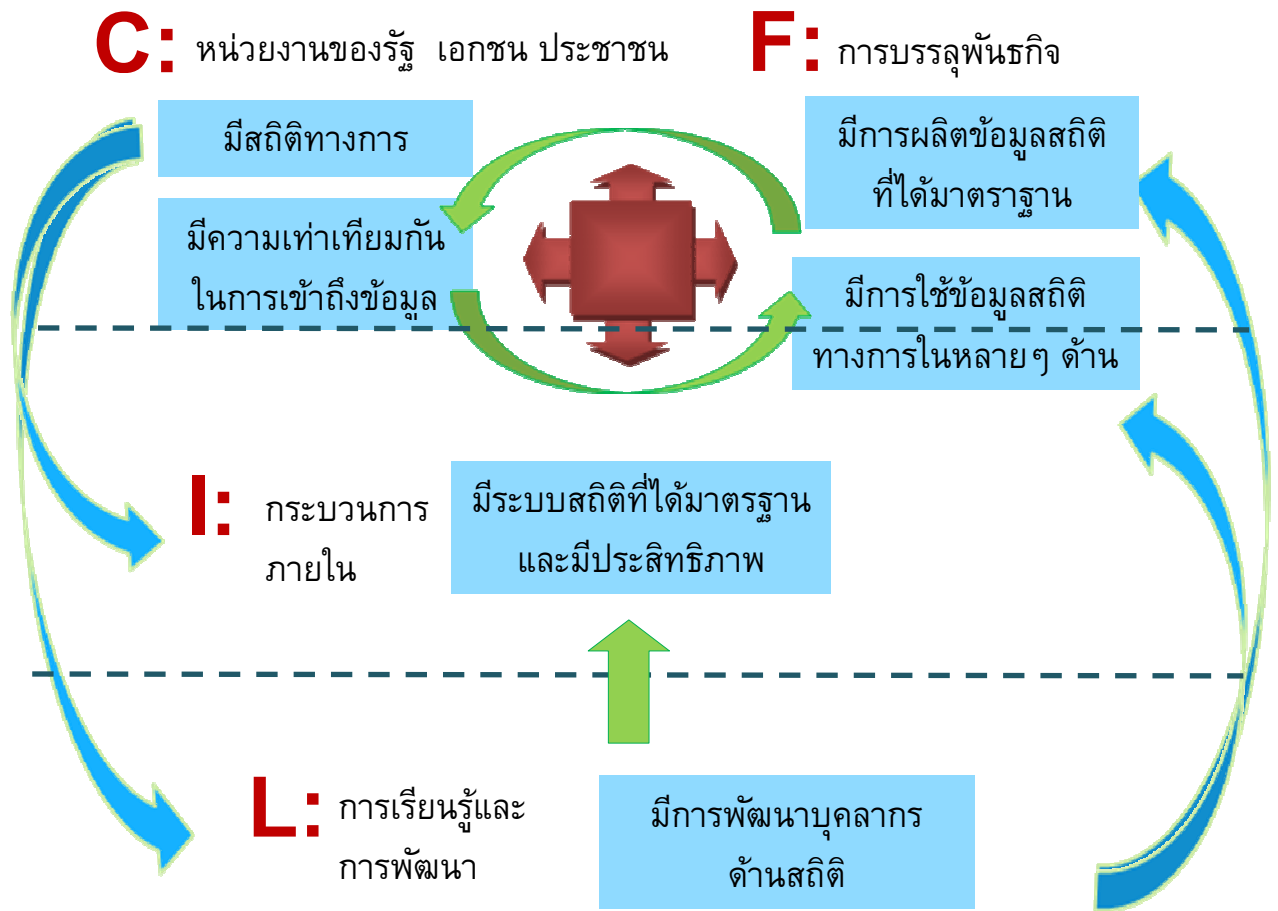 C: หน่วยงานของรัฐ เอกชน ประชาชน
มีสถิติทางการ
มีความเท่าเทียมกัน
ในการเข้าถึงข้อมูล
F: การบรรลุพันธกิจ
มีการผลิตข้อมูลสถิติ
ที่ได้มาตราฐาน
มีการใช้ข้อมูลสถิติ
ทางการในหลายๆ ด้าน
I: กระบวนการ
ภายใน
มีระบบสถิติที่ได้มาตรฐาน
และมีประสิทธิภาพ
L: การเรียนรู้และ
การพัฒนา
มีการพัฒนาบุคลากร
ด้านสถิติ